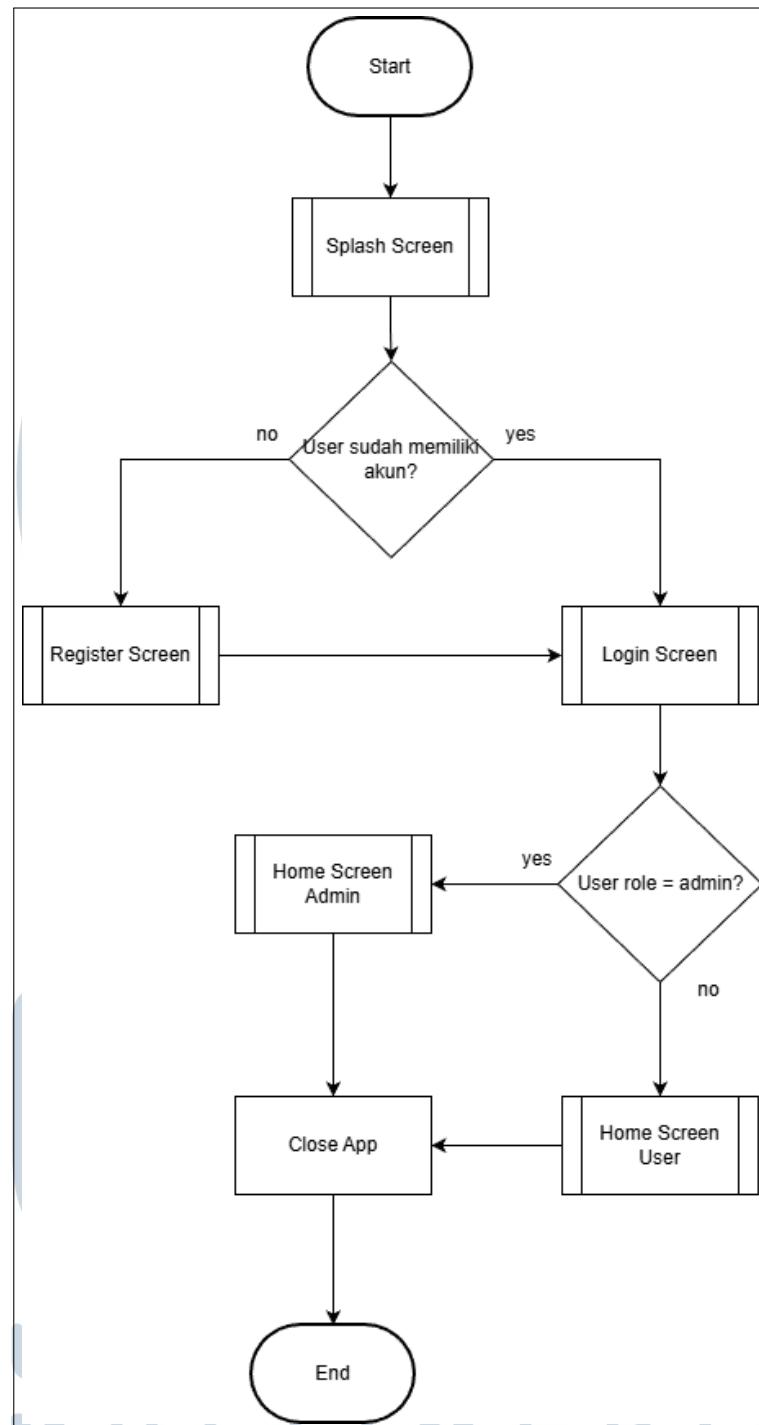 Start
Splash Screen
no
User sudah memiliki
akun?
yes
Register Screen
Login Screen
Home Screen
Admin
yes
User role = admin?
no
Close App
Home Screen
User
End